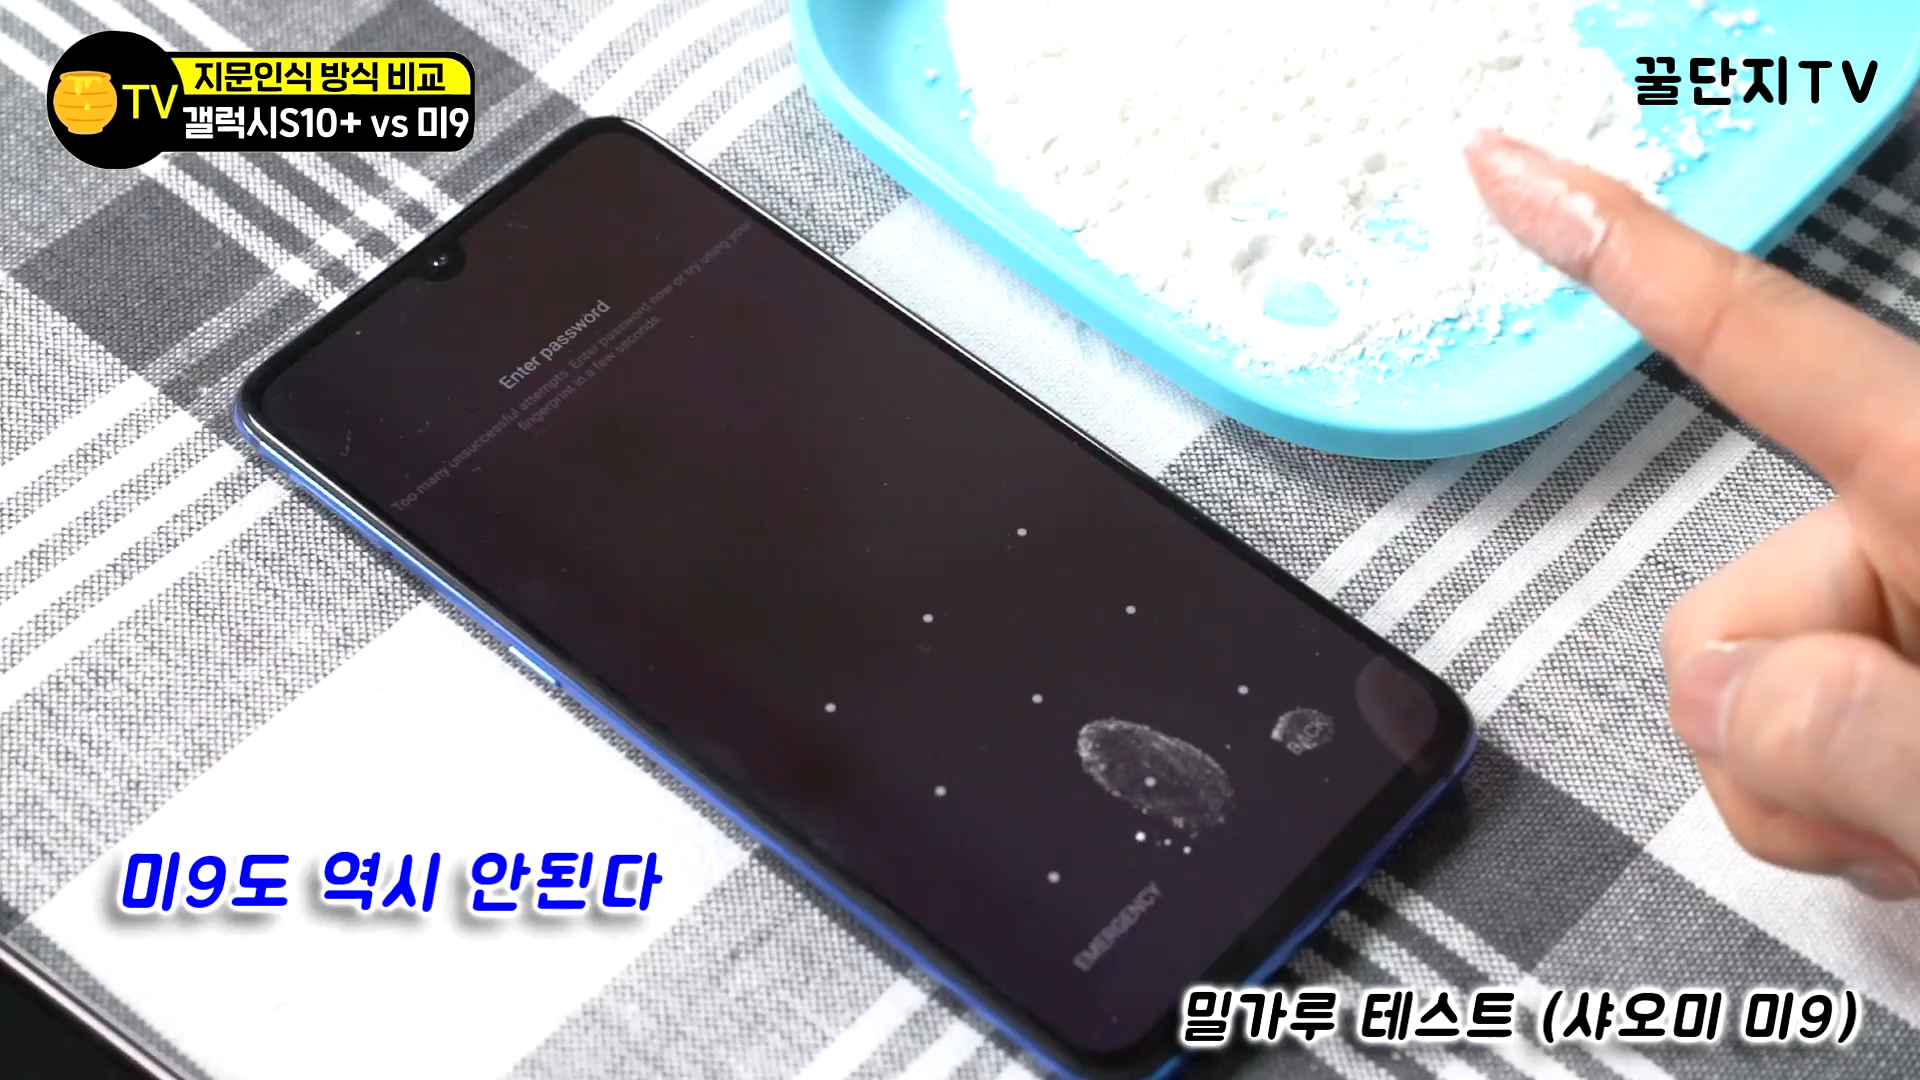 TV
지문인식 방식 비교
갤럭시S10+ vs 미9
꿀단지TV
Enter password
Too many unsuccessful attempts. Enter password now or try using your
fingerprint in a few seconds.
BACK
EMERGENCY
미9도 역시 안된다
밀가루 테스트 (샤오미 미9)